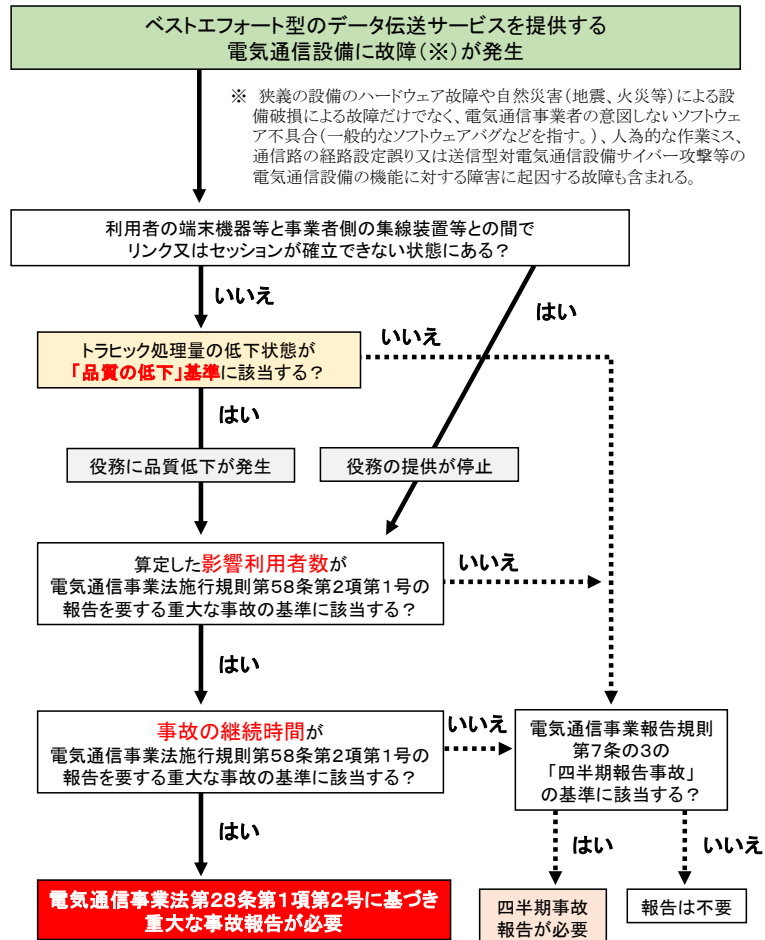 ベストエフォート型のデータ伝送サービスを提供する
電気通信設備に故障(※)が発生
※ 狭義の設備のハードウェア故障や自然災害(地震、火災等)による設
備破損による故障だけでなく、電気通信事業者の意図しないソフトウェ
ア不具合(一般的なソフトウェアバグなどを指す。)、人為的な作業ミス、
通信路の経路設定誤り又は送信型対電気通信設備サイバー攻撃等の
電気通信設備の機能に対する障害に起因する故障も含まれる。
利用者の端末機器等と事業者側の集線装置等との間で
リンク又はセッションが確立できない状態にある?
いいえ
はい
トラヒック処理量の低下状態が
「品質の低下」基準に該当する?
いいえ
はい
役務に品質低下が発生
役務の提供が停止
算定した影響利用者数が
電気通信事業法施行規則第58条第2項第1号の
報告を要する重大な事故の基準に該当する?
いいえ
はい
事故の継続時間が
電気通信事業法施行規則第58条第2項第1号の
報告を要する重大な事故の基準に該当する?
いいえ
電気通信事業報告規則
第7条の3の
「四半期報告事故」
の基準に該当する?
はい
はい
いいえ
電気通信事業法第28条第1項第2号に基づき
重大な事故報告が必要
四半期事故
報告が必要
報告は不要